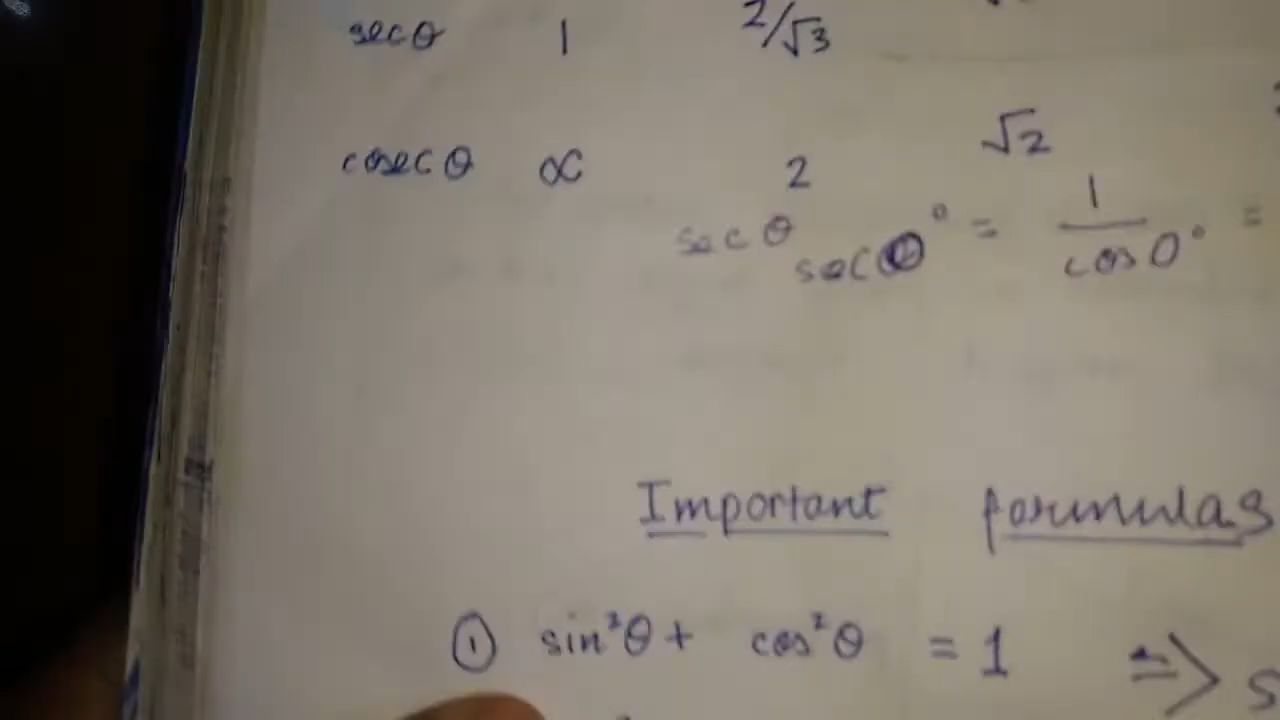 secθ 1 2/√3
cosecθ ∝ 2 √2
secθ secθ° = 1/cos0° =
Important formulas
① sin²θ + cos²θ = 1 => S